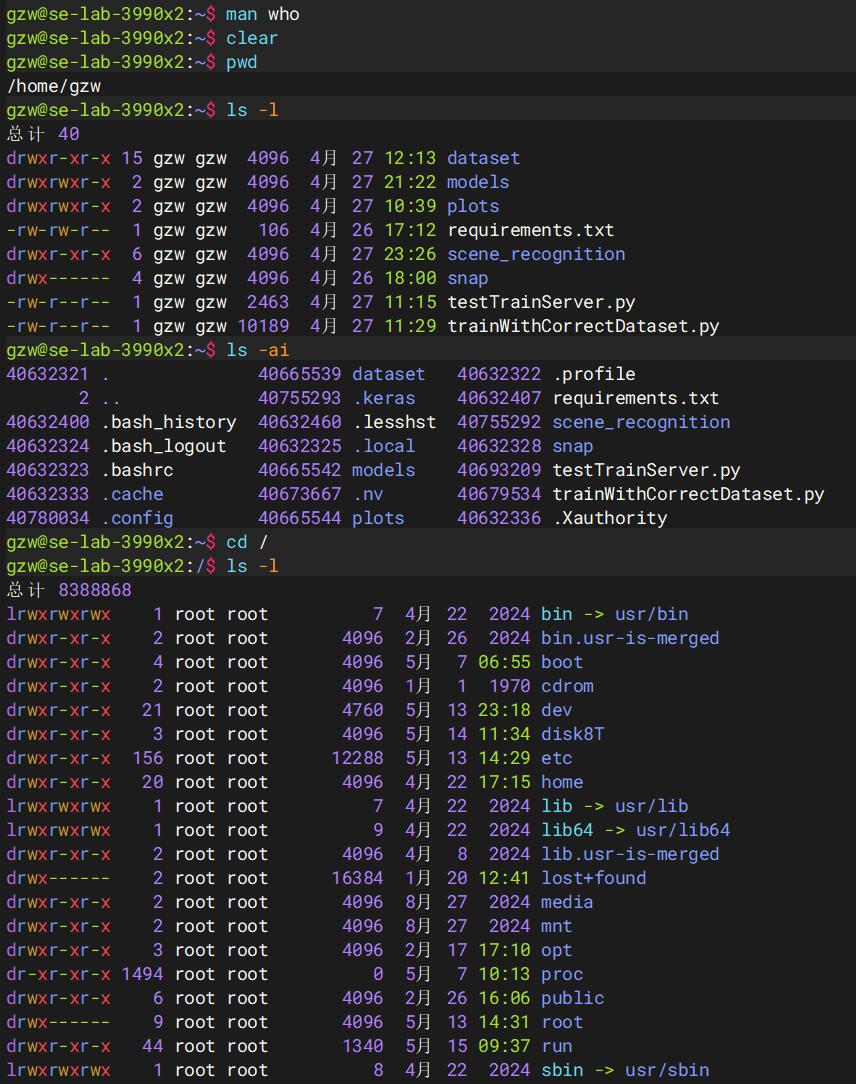 gzw@se-lab-3990x2:~$ man who
gzw@se-lab-3990x2:~$ clear
gzw@se-lab-3990x2:~$ pwd
/home/gzw
gzw@se-lab-3990x2:~$ ls -l
总计 40
drwxr-xr-x 15 gzw gzw  4096  4月 27 12:13 dataset
drwxrwxr-x  2 gzw gzw  4096  4月 27 21:22 models
drwxrwxr-x  2 gzw gzw  4096  4月 27 10:39 plots
-rw-rw-r--  1 gzw gzw   106  4月 26 17:12 requirements.txt
drwxr-xr-x  6 gzw gzw  4096  4月 27 23:26 scene_recognition
drwx------  4 gzw gzw  4096  4月 26 18:00 snap
-rw-r--r--  1 gzw gzw  2463  4月 27 11:15 testTrainServer.py
-rw-r--r--  1 gzw gzw 10189  4月 27 11:29 trainWithCorrectDataset.py
gzw@se-lab-3990x2:~$ ls -ai
40632321 .              40665539 dataset   40632322 .profile
       2 ..             40755293 .keras    40632407 requirements.txt
40632400 .bash_history  40632460 .lesshst  40755292 scene_recognition
40632324 .bash_logout   40632325 .local    40632328 snap
40632323 .bashrc        40665542 models    40693209 testTrainServer.py
40632333 .cache         40673667 .nv       40679534 trainWithCorrectDataset.py
40780034 .config        40665544 plots     40632336 .Xauthority
gzw@se-lab-3990x2:~$ cd /
gzw@se-lab-3990x2:/$ ls -l
总计 8388868
lrwxrwxrwx    1 root root          7  4月 22  2024 bin -> usr/bin
drwxr-xr-x    2 root root       4096  2月 26  2024 bin.usr-is-merged
drwxr-xr-x    4 root root       4096  5月  7 06:55 boot
drwxr-xr-x    2 root root       4096  1月  1  1970 cdrom
drwxr-xr-x   21 root root       4760  5月 13 23:18 dev
drwxr-xr-x    3 root root       4096  5月 14 11:34 disk8T
drwxr-xr-x  156 root root      12288  5月 13 14:29 etc
drwxr-xr-x   20 root root       4096  4月 22 17:15 home
lrwxrwxrwx    1 root root          7  4月 22  2024 lib -> usr/lib
lrwxrwxrwx    1 root root          9  4月 22  2024 lib64 -> usr/lib64
drwxr-xr-x    2 root root       4096  4月  8  2024 lib.usr-is-merged
drwx------    2 root root      16384  1月 20 12:41 lost+found
drwxr-xr-x    2 root root       4096  8月 27  2024 media
drwxr-xr-x    2 root root       4096  8月 27  2024 mnt
drwxr-xr-x    3 root root       4096  2月 17 17:10 opt
dr-xr-xr-x 1494 root root          0  5月  7 10:13 proc
drwxr-xr-x    6 root root       4096  2月 26 16:06 public
drwx------    9 root root       4096  5月 13 14:31 root
drwxr-xr-x   44 root root       1340  5月 15 09:37 run
lrwxrwxrwx    1 root root          8  4月 22  2024 sbin -> usr/sbin